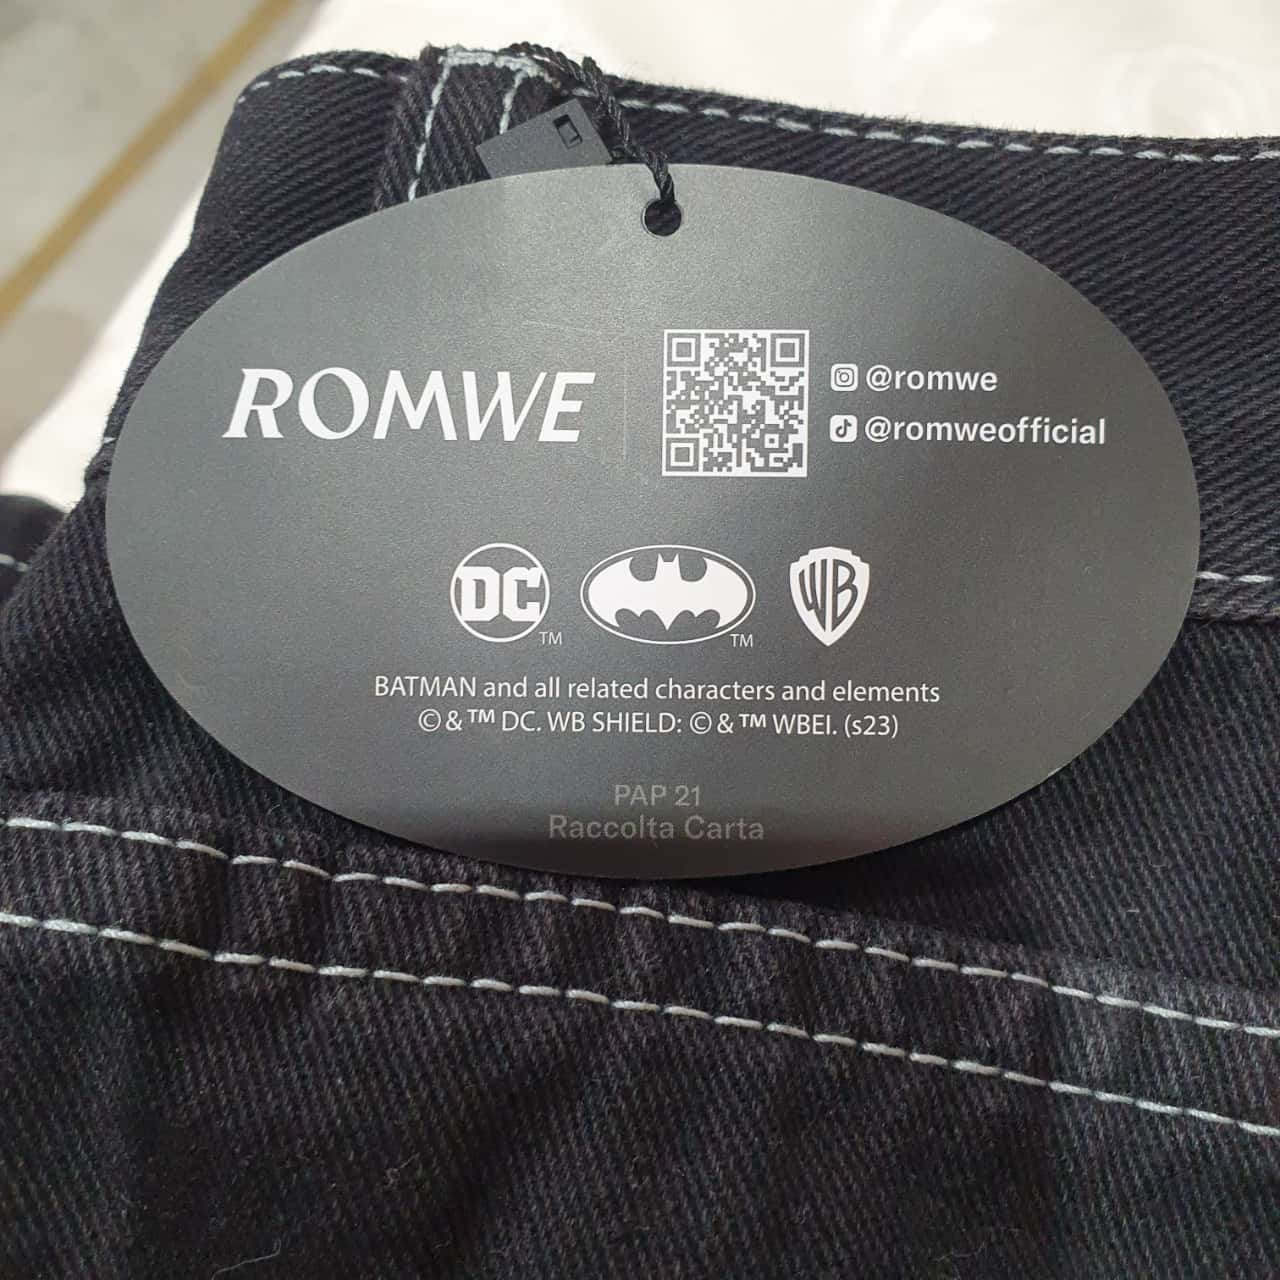 ROMWE
@romwe
@romweofficial
DC TM
TM
WB
BATMAN and all related characters and elements
© & ™ DC. WB SHIELD: © & ™ WBEI. (s23)
PAP 21
Raccolta Carta